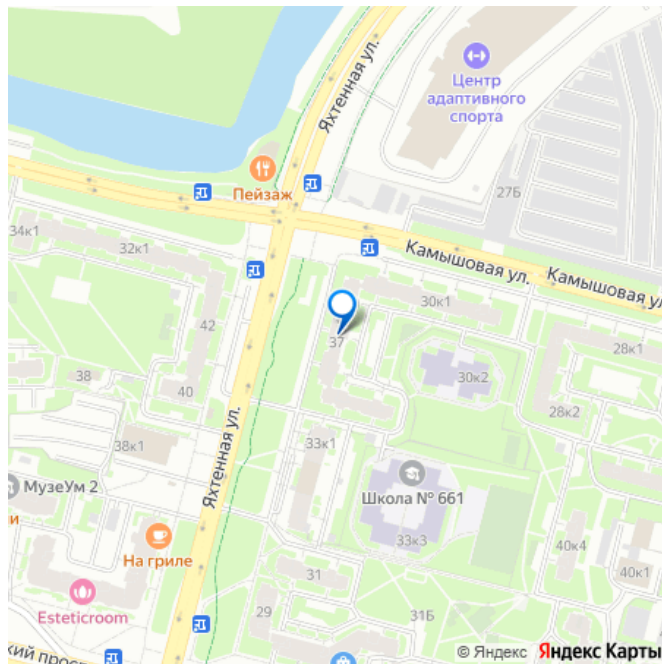 Яхтенная ул.
Центр
адаптивного
спорта
Пейзаж
27Б
34к1
32к1
Камышовая ул.
Камышовая ул
42
30к1
37
28к1
38
40
30к2
28к2
38к1
33к1
Яхтенная ул.
МузеУм 2
Школа № 661
и
На гриле
33к3
40к4
31
40к1
Esteticroom
29
31Б
кий просп
© Яндекс Яндекс Карты